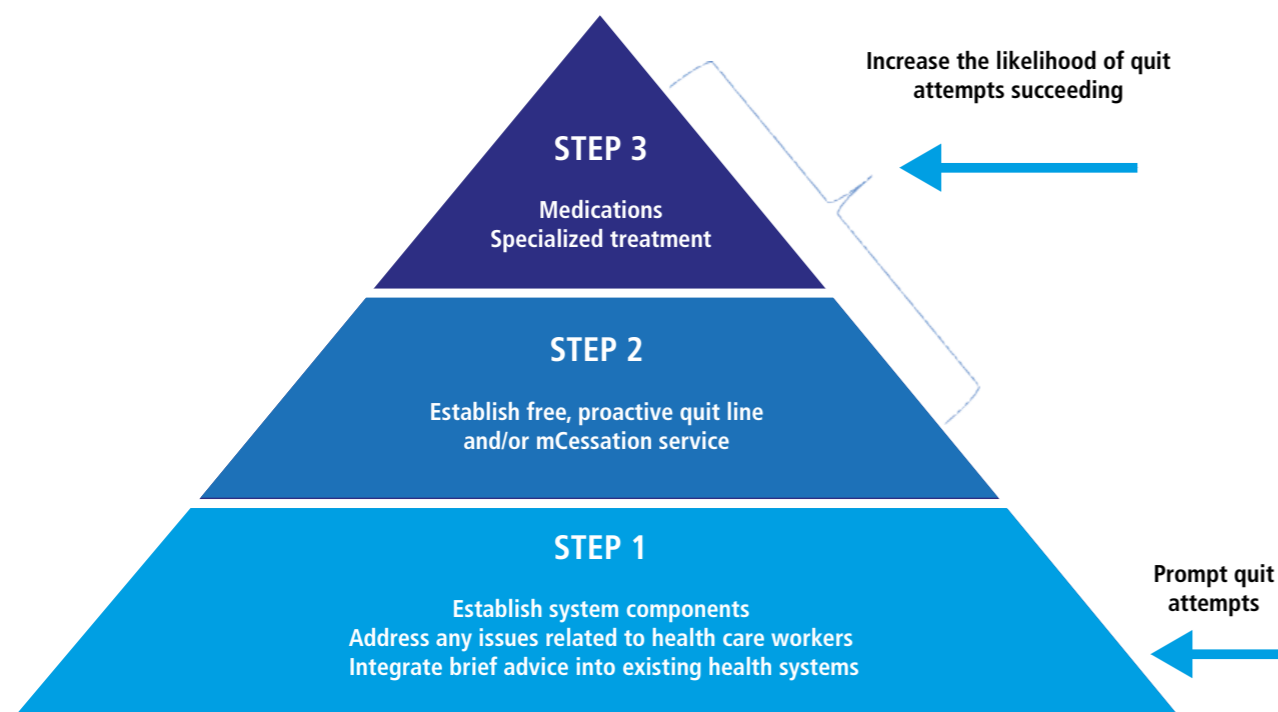 Increase the likelihood of quit
attempts succeeding
STEP 3
Medications
Specialized treatment
STEP 2
Establish free, proactive quit line
and/or mCessation service
STEP 1
Establish system components
Address any issues related to health care workers
Integrate brief advice into existing health systems
Prompt quit
attempts